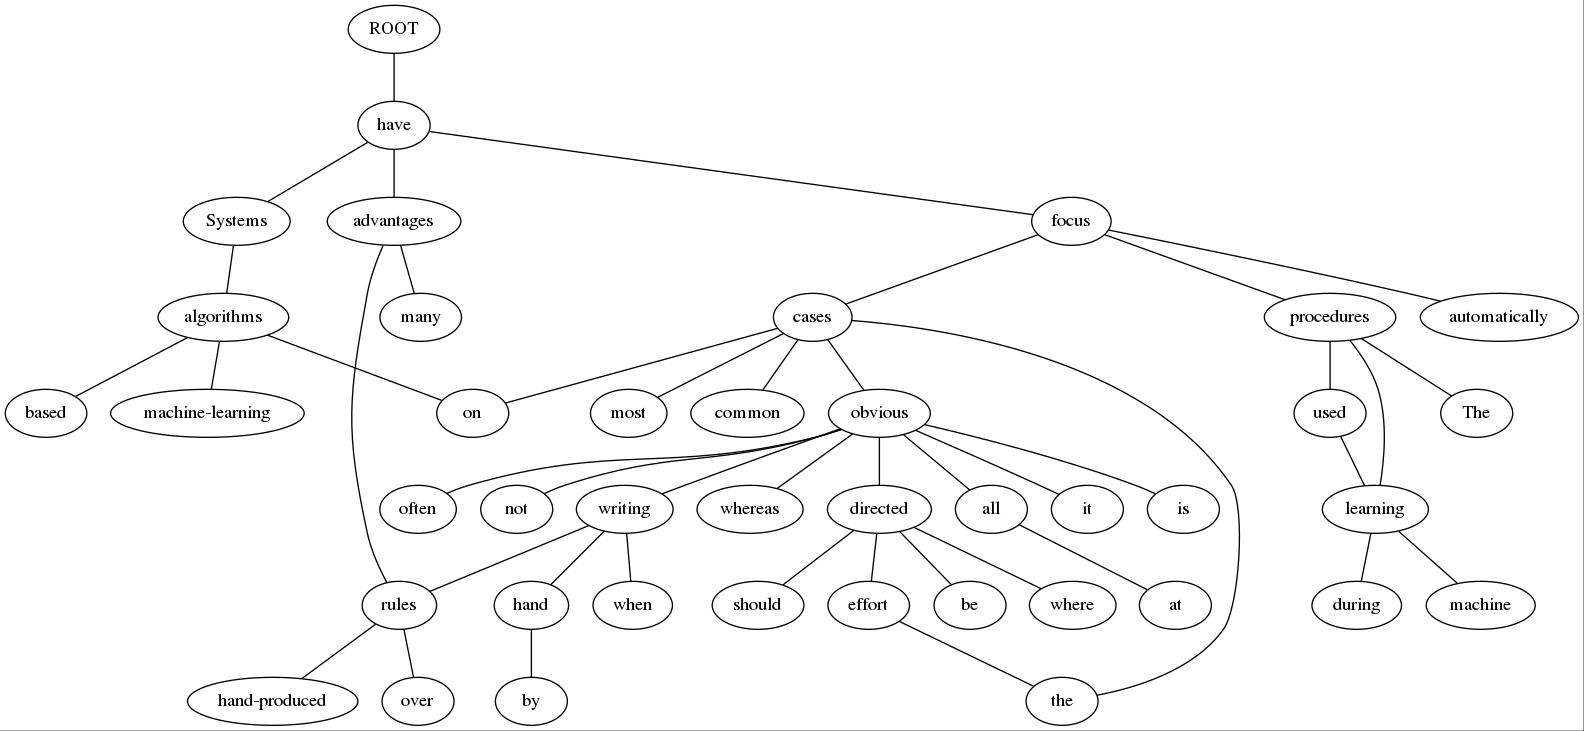 ROOT
have
Systems
advantages
focus
algorithms
many
cases
procedures
automatically
based
machine-learning
on
most
common
obvious
used
The
often
not
writing
whereas
directed
all
it
is
learning
rules
hand
when
should
effort
be
where
at
during
machine
hand-produced
over
by
the